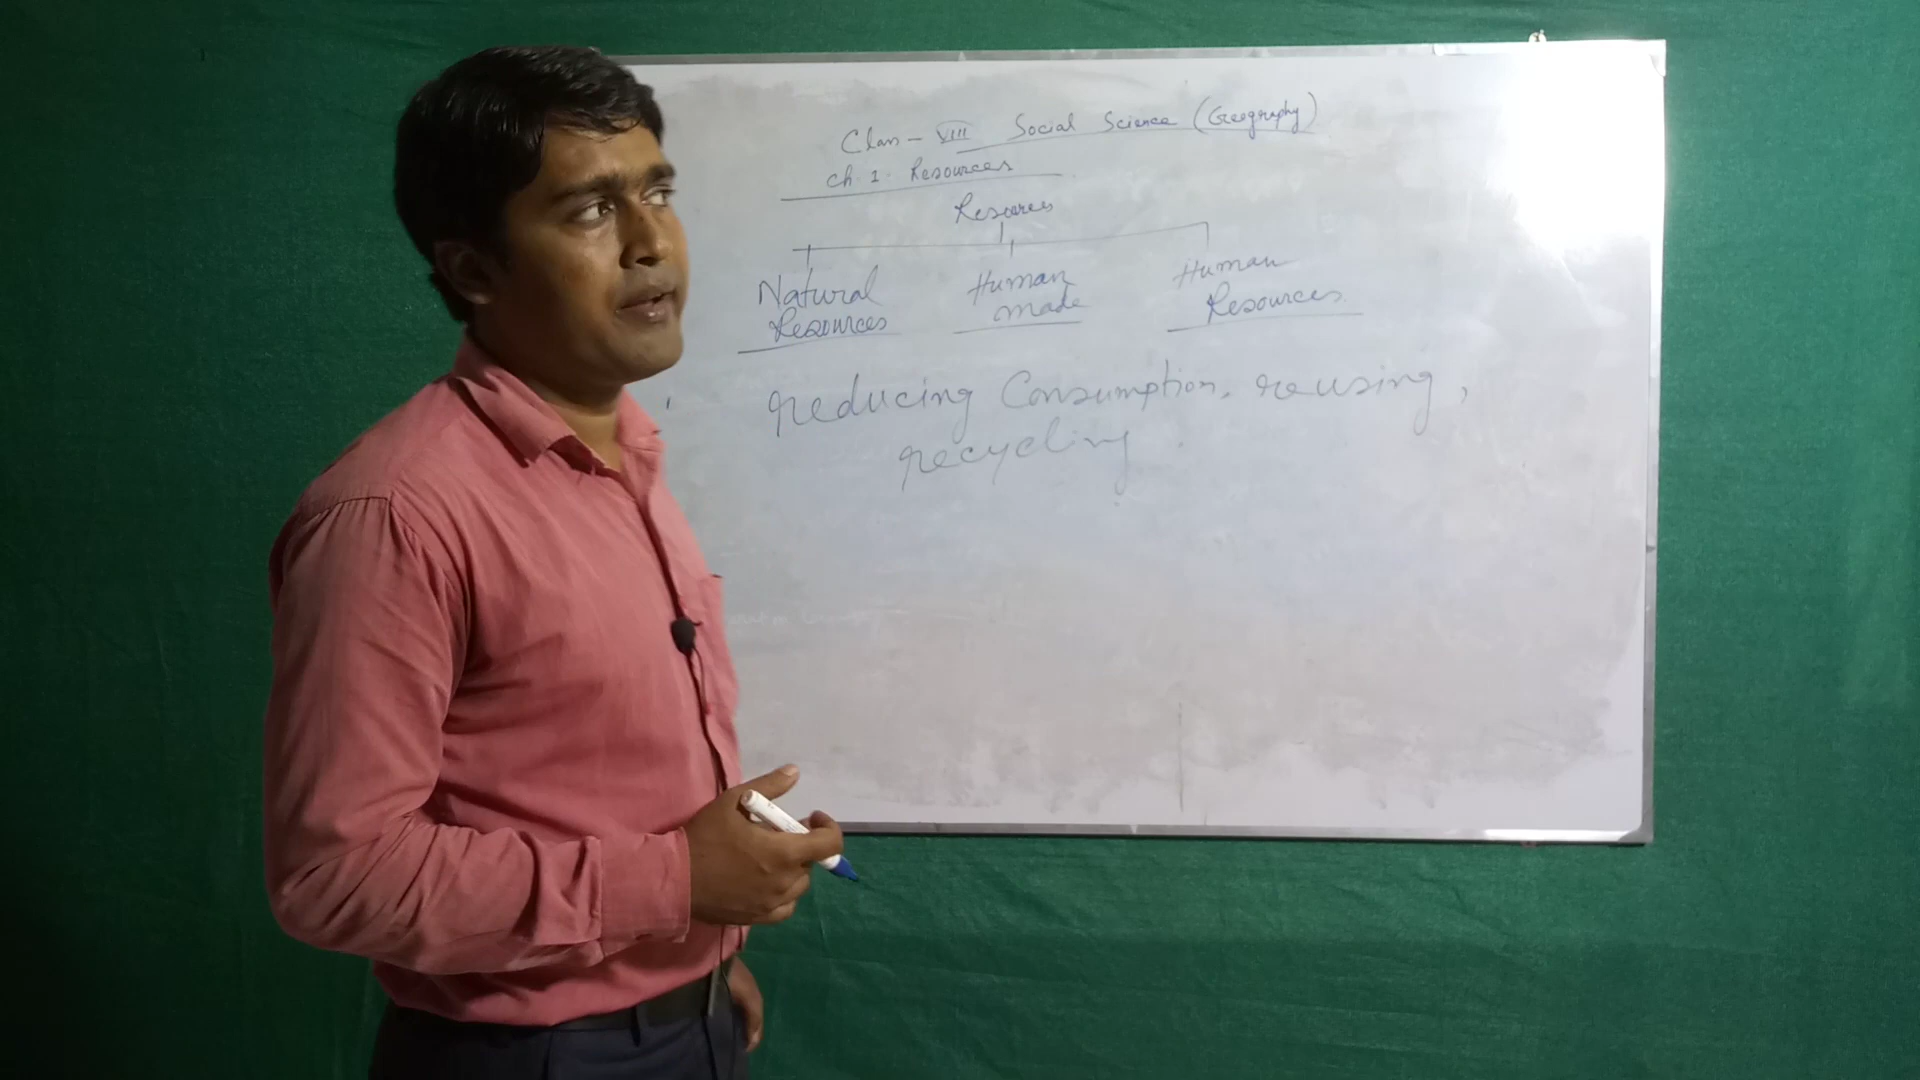 Class - VIII Social Science (Geography)
Ch. 1. Resources
Resources
Natural Resources
Human made
Human Resources
reducing Consumption, reusing,
recycling.